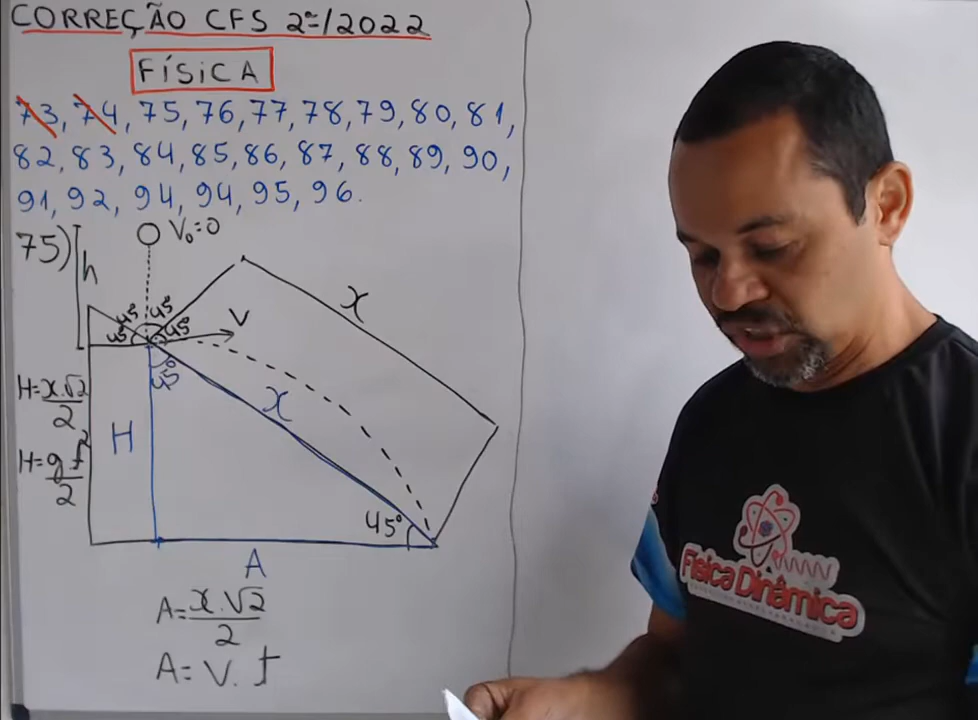 CORREÇÃO CFS 2º/2022
FÍSICA
73, 74, 75, 76, 77, 78, 79, 80, 81,
82, 83, 84, 85, 86, 87, 88, 89, 90,
91, 92, 94, 94, 95, 96.
75)
h
V₀=0
45° 45°
45° 45°
V
x
45°
x
H=x.√2/2
H
H=gt²/2
45°
A
A=x.√2/2
A=V.t
Física Dinâmica